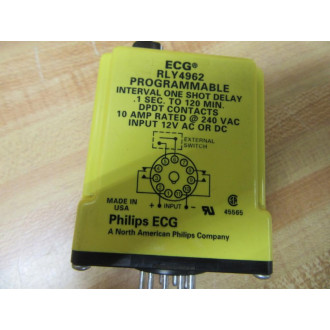 ECG®
RLY4962
PROGRAMMABLE
INTERVAL ONE SHOT DELAY
.1 SEC. TO 120 MIN.
DPDT CONTACTS
10 AMP RATED @ 240 VAC
INPUT 12V AC OR DC
EXTERNAL
SWITCH
MADE IN
USA
+ INPUT -
45565
Philips ECG
A North American Philips Company